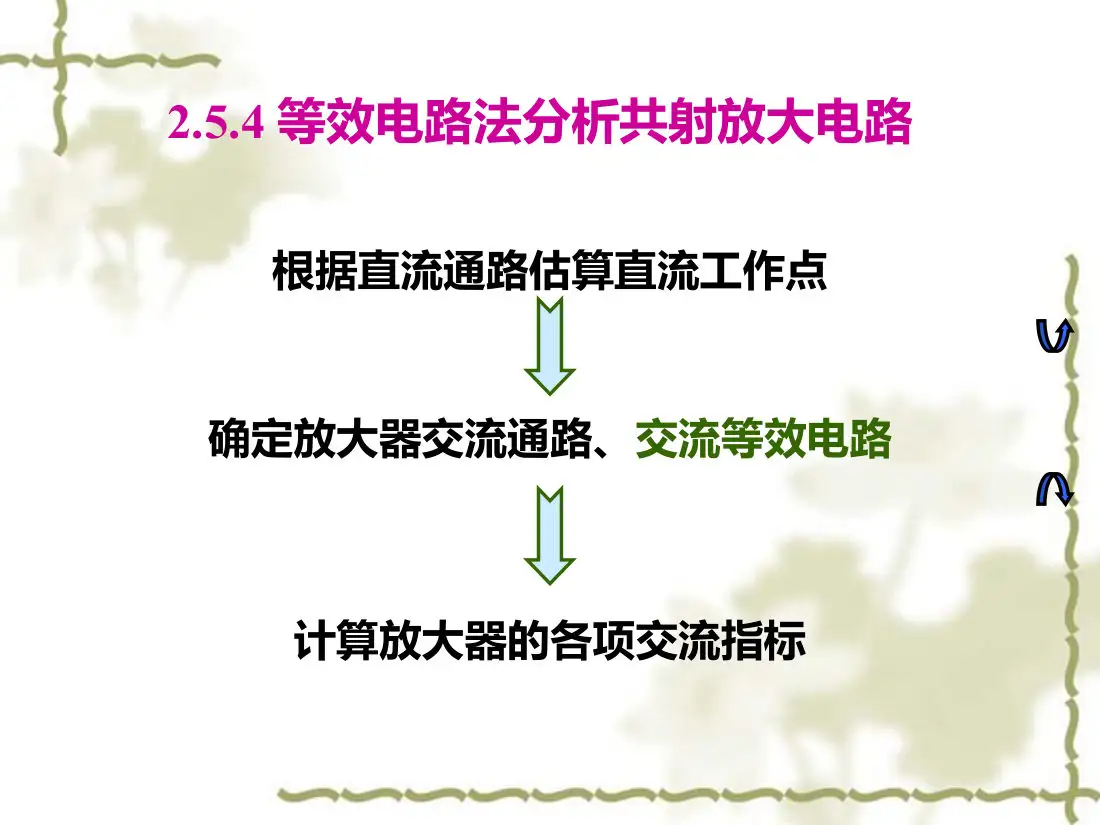 2.5.4 等效电路法分析共射放大电路
根据直流通路估算直流工作点
确定放大器交流通路、交流等效电路
计算放大器的各项交流指标